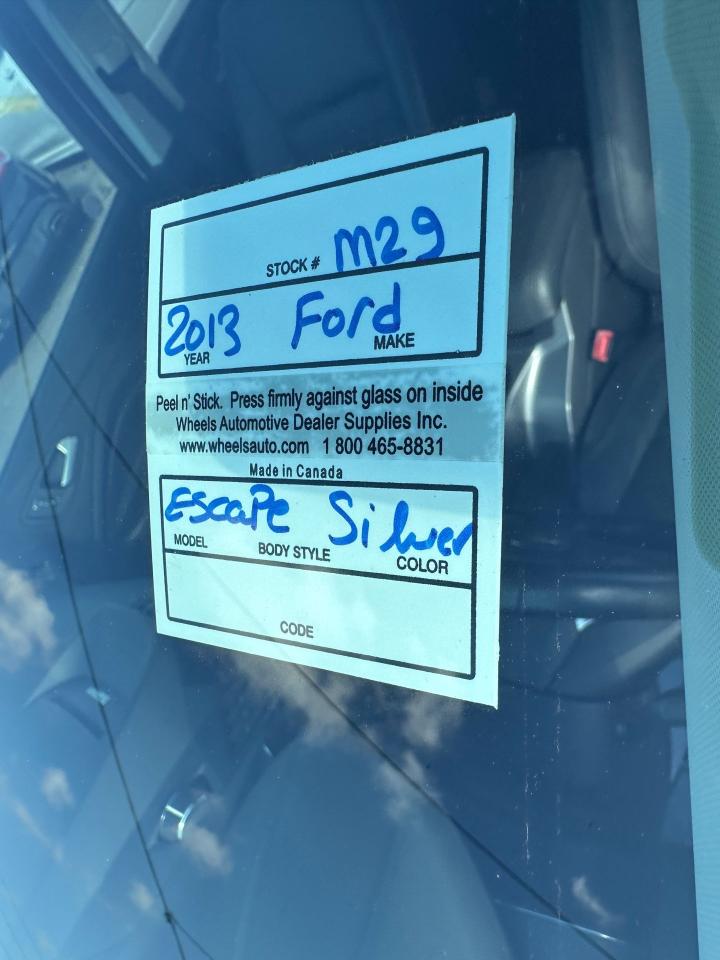 STOCK # M29
2013 Ford
YEAR MAKE
Peel n' Stick. Press firmly against glass on inside
Wheels Automotive Dealer Supplies Inc.
www.wheelsauto.com 1 800 465-8831
Made in Canada
EscaPe Silver
MODEL BODY STYLE COLOR
CODE